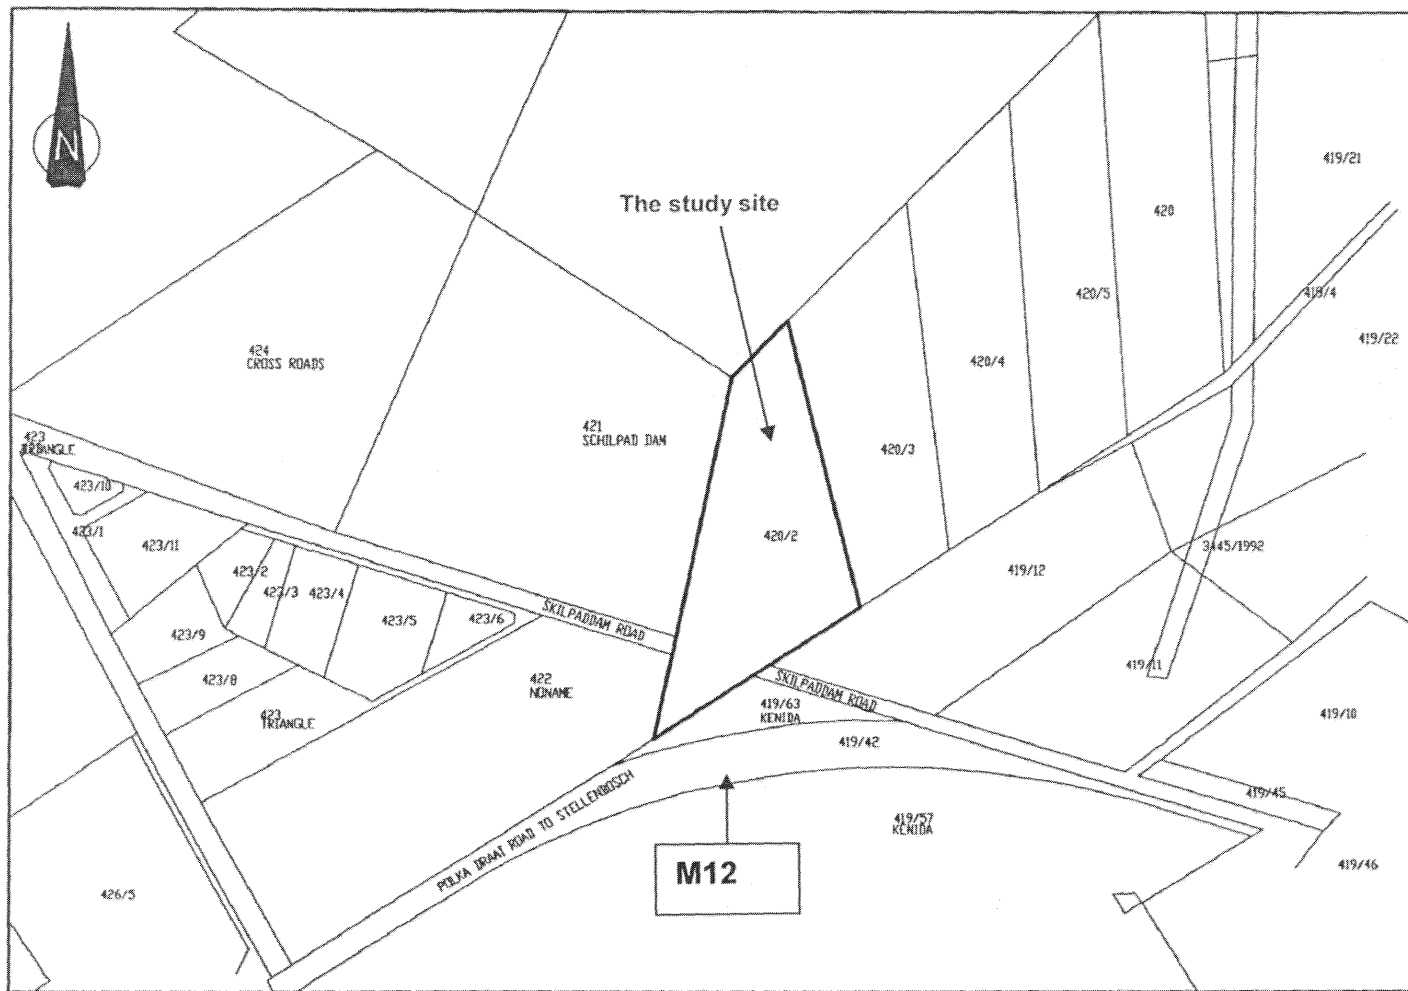 N
419/21
The study site
420
420/5
419/4
419/22
424
CROSS ROADS
420/4
421
SCHILPAD DAM
423
TRIANGLE
420/3
423/10
423/1
423/11
420/2
3445/1992
419/12
423/2
423/3
423/4
423/5
423/6
SKILPADDAM ROAD
423/9
423/8
422
NONAME
419/11
SKILPADDAM ROAD
423
TRIANGLE
419/63
KENIDA
419/10
419/42
POLKA DRAAI ROAD TO STELLENBOSCH
419/45
419/57
KENIDA
M12
419/46
426/5